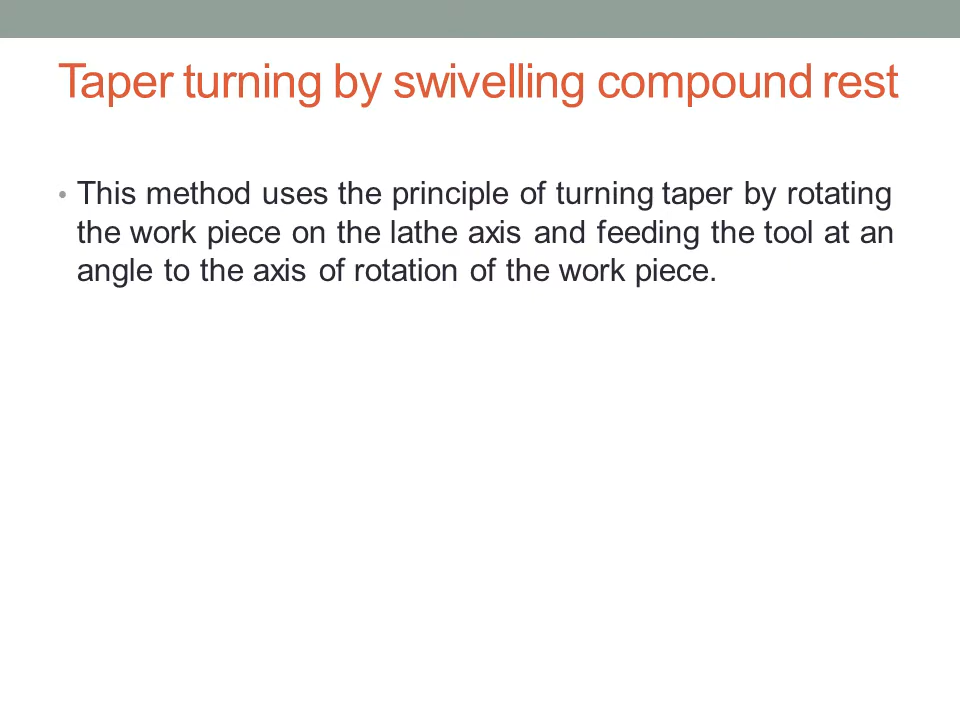 Taper turning by swivelling compound rest
• This method uses the principle of turning taper by rotating
the work piece on the lathe axis and feeding the tool at an
angle to the axis of rotation of the work piece.